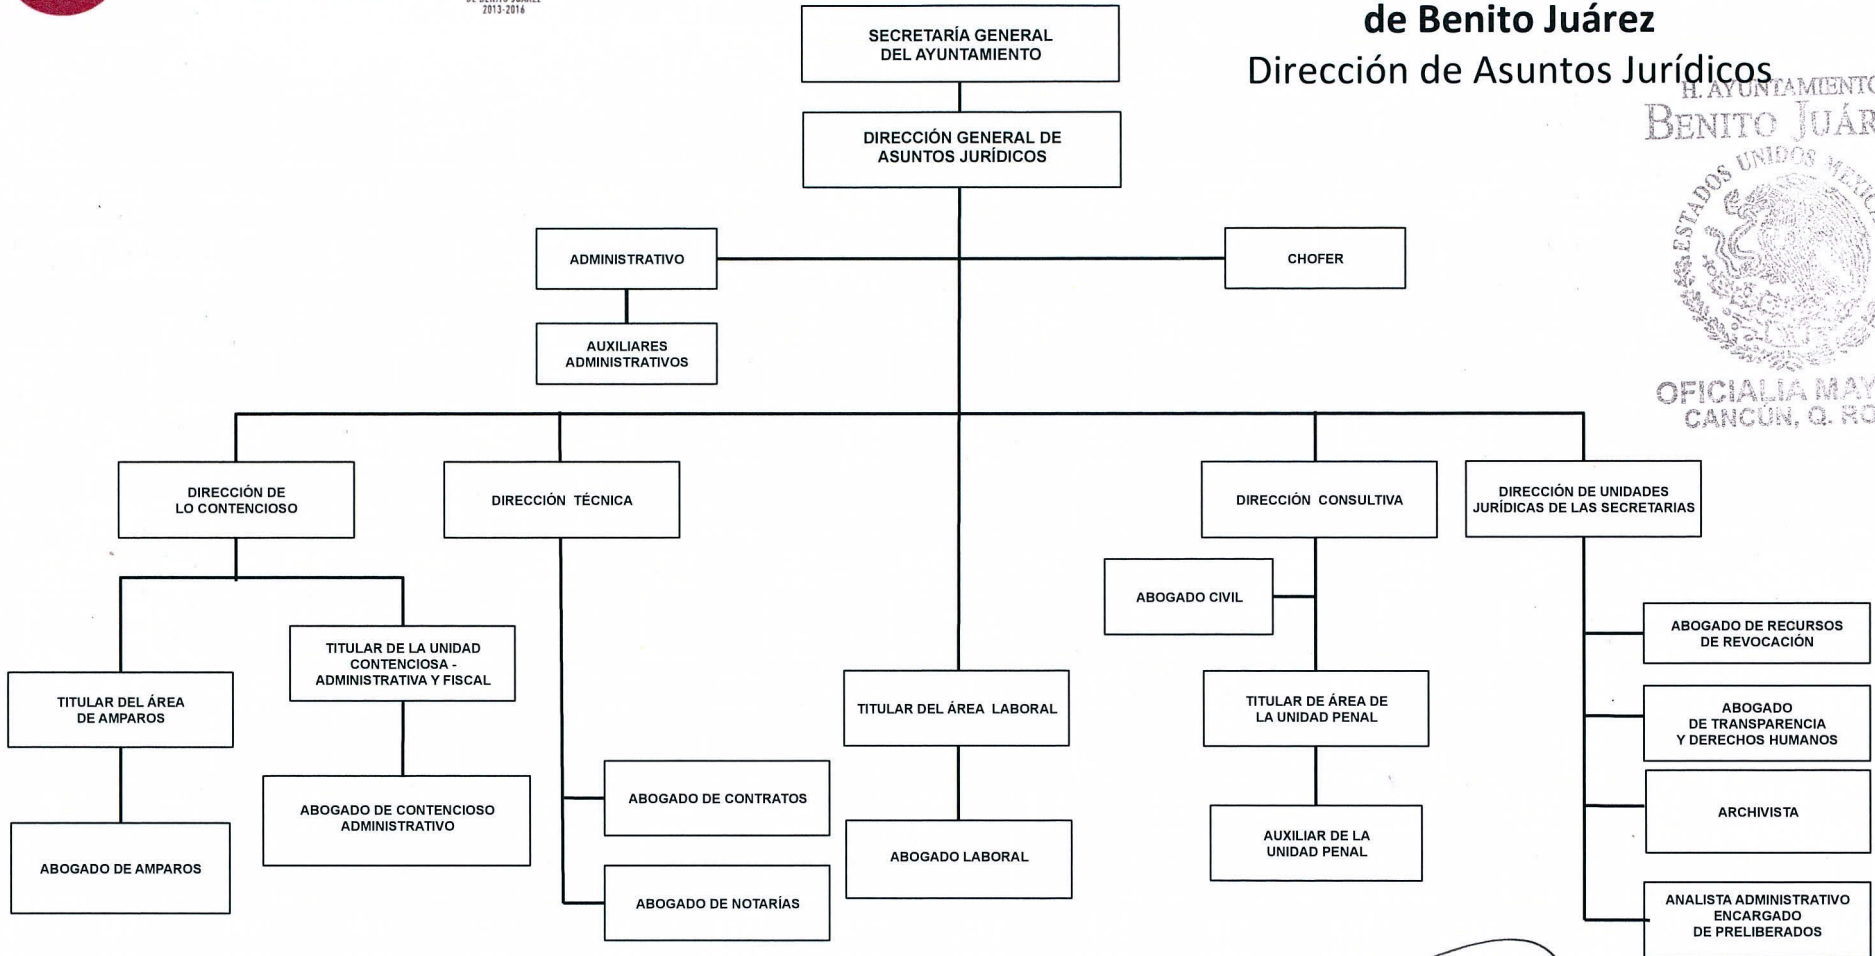 DE BENITO JUÁREZ
2013-2016
de Benito Juárez
Dirección de Asuntos Jurídicos
H. AYUNTAMIENTO
BENITO JUÁR
ESTADOS UNIDOS MEXIC
OFICIALIA MAY
CANCÚN, Q. RO
SECRETARÍA GENERAL
DEL AYUNTAMIENTO
DIRECCIÓN GENERAL DE
ASUNTOS JURÍDICOS
ADMINISTRATIVO
CHOFER
AUXILIARES
ADMINISTRATIVOS
DIRECCIÓN DE
LO CONTENCIOSO
DIRECCIÓN TÉCNICA
DIRECCIÓN CONSULTIVA
DIRECCIÓN DE UNIDADES
JURÍDICAS DE LAS SECRETARIAS
ABOGADO CIVIL
TITULAR DE LA UNIDAD
CONTENCIOSA -
ADMINISTRATIVA Y FISCAL
ABOGADO DE RECURSOS
DE REVOCACIÓN
TITULAR DEL ÁREA
DE AMPAROS
TITULAR DEL ÁREA LABORAL
TITULAR DE ÁREA DE
LA UNIDAD PENAL
ABOGADO
DE TRANSPARENCIA
Y DERECHOS HUMANOS
ABOGADO DE CONTENCIOSO
ADMINISTRATIVO
ABOGADO DE CONTRATOS
ARCHIVISTA
ABOGADO DE AMPAROS
ABOGADO LABORAL
AUXILIAR DE LA
UNIDAD PENAL
ABOGADO DE NOTARÍAS
ANALISTA ADMINISTRATIVO
ENCARGADO
DE PRELIBERADOS